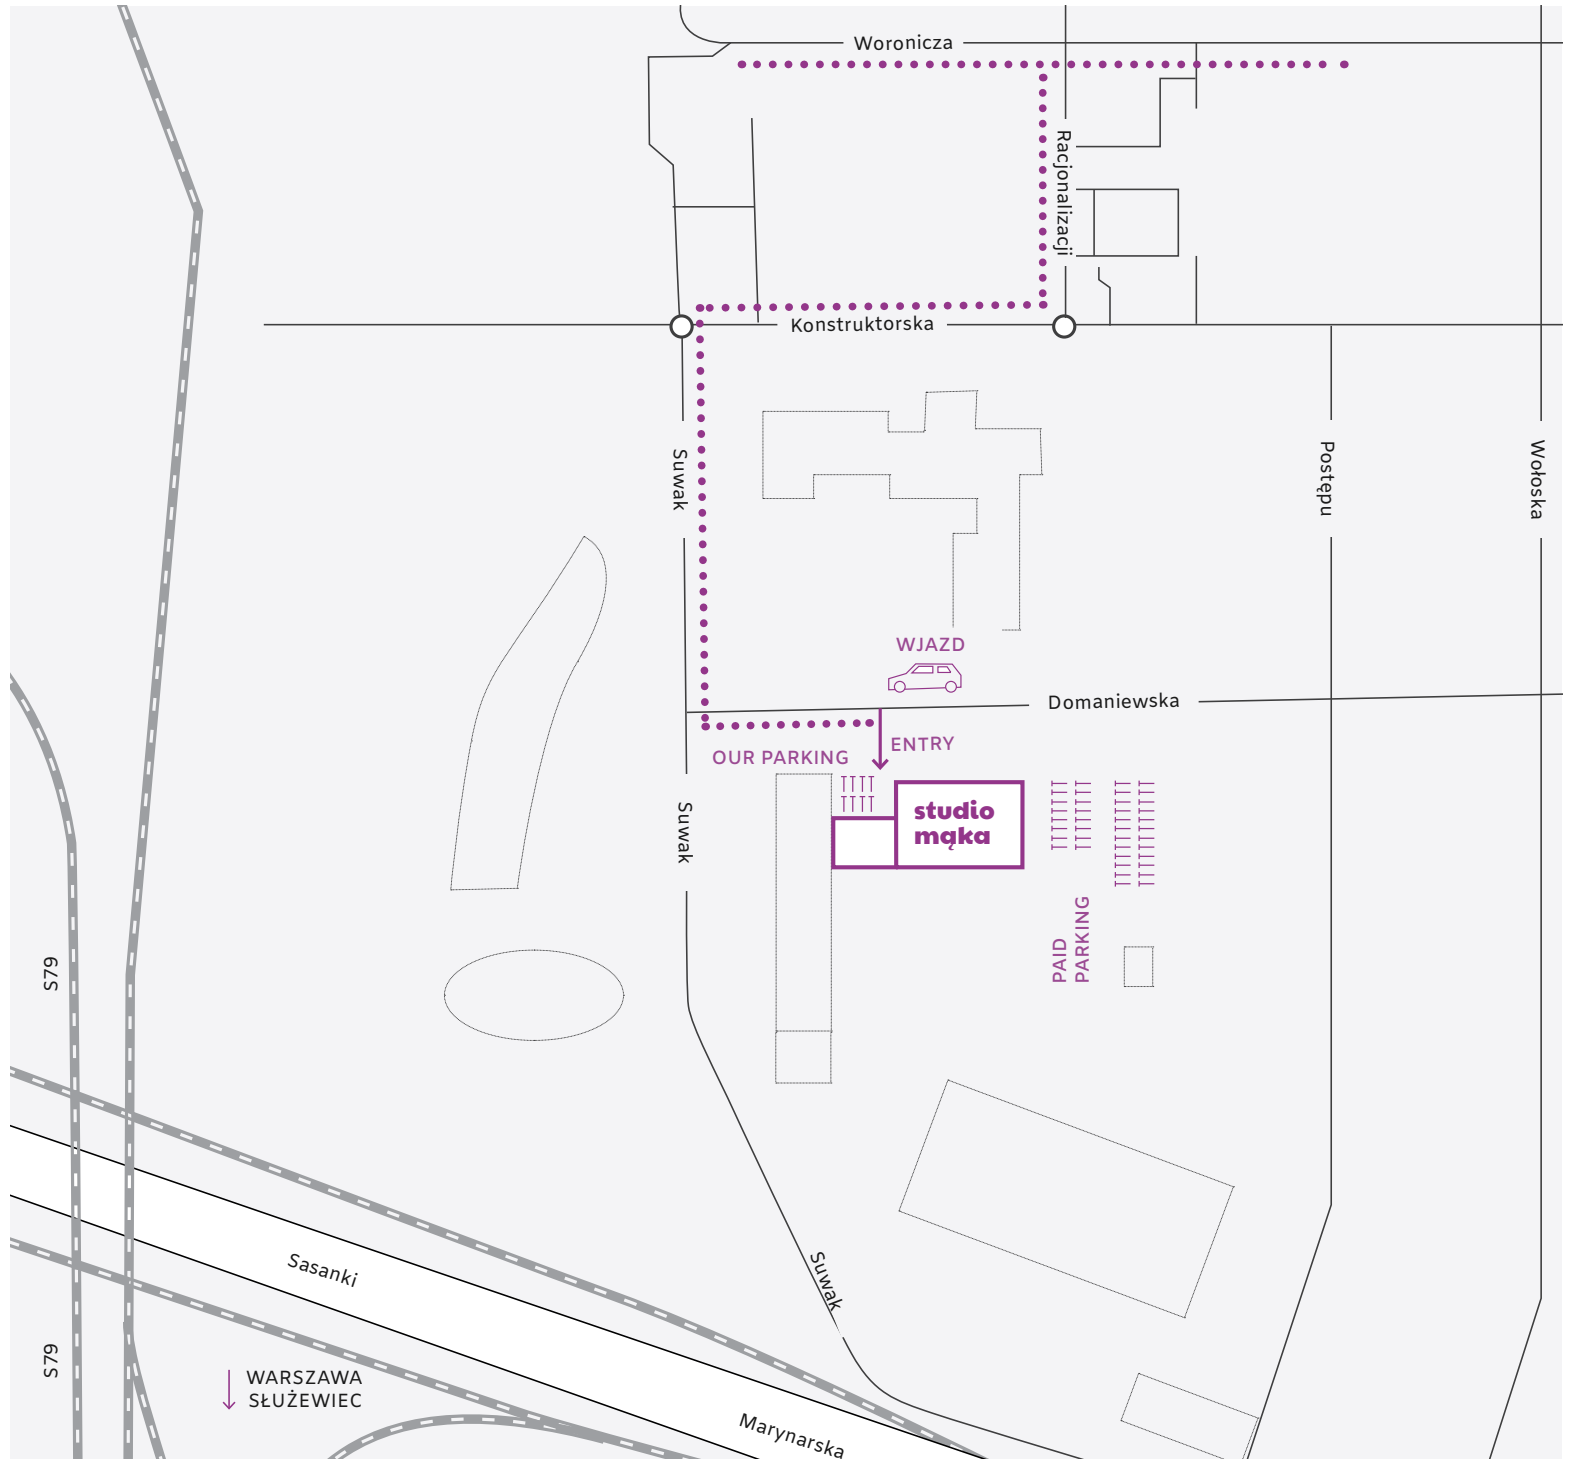 Woronicza
Racjonalizacji
Konstruktorska
Suwak
Postępu
Wołoska
WJAZD
Domaniewska
ENTRY
OUR PARKING
studio
mąka
Suwak
PAID
PARKING
S79
Sasanki
Suwak
S79
WARSZAWA
SŁUŻEWIEC
Marynarska